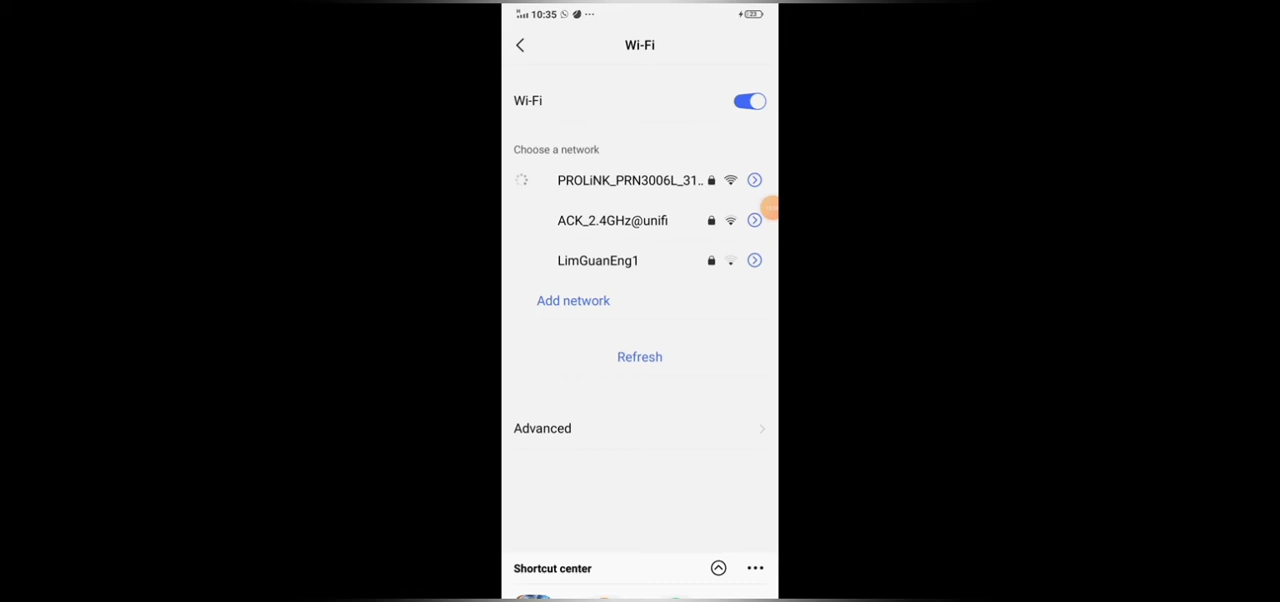 10:35 23
Wi-Fi
Wi-Fi
Choose a network
PROLiNK_PRN3006L_31..
ACK_2.4GHz@unifi
LimGuanEng1
Add network
Refresh
Advanced
Shortcut center